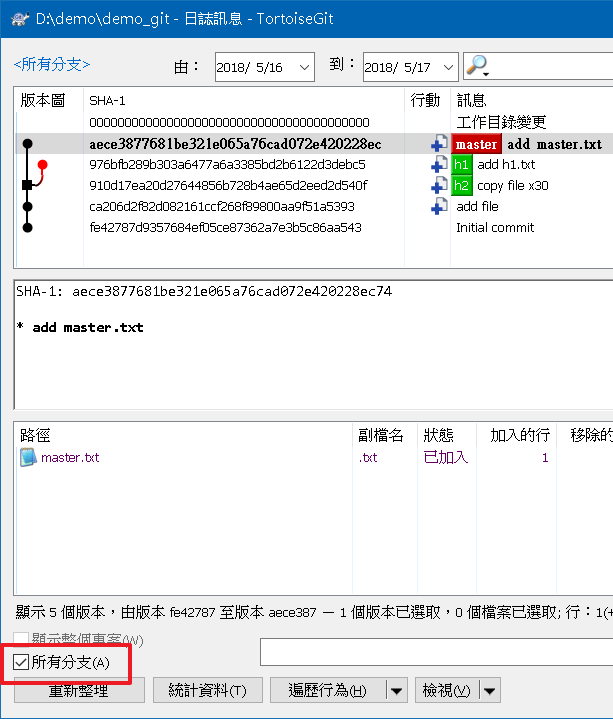 D:\demo\demo_git - 日誌訊息 - TortoiseGit
<所有分支> 由： 2018/ 5/16 到： 2018/ 5/17
版本圖 SHA-1 行動 訊息
0000000000000000000000000000000000000000 工作目錄變更
aece3877681be321e065a76cad072e420228ec master add master.txt
976bfb289b303a6477a6a3385bd2b6122d3debc5 h1 add h1.txt
910d17ea20d27644856b728b4ae65d2eed2d540f h2 copy file x30
ca206d2f82d082161ccf268f89800aa9f51a5393 add file
fe42787d9357684ef05ce87362a7e3b5c86aa543 Initial commit
SHA-1: aece3877681be321e065a76cad072e420228ec74
* add master.txt
路徑 副檔名 狀態 加入的行 移除的
master.txt .txt 已加入 1
顯示 5 個版本，由版本 fe42787 至版本 aece387 － 1 個版本已選取，0 個檔案已選取; 行：1(+
顯示整個專案(W)
所有分支(A)
重新整理 統計資料(T) 遍歷行為(H) 檢視(V)